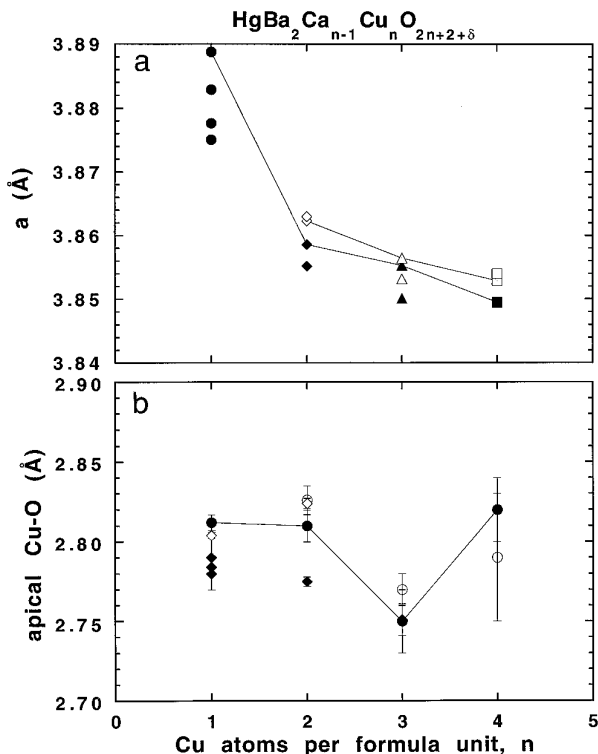 HgBa2Can-1CunO2n+2+δ
a
3.89
3.88
3.87
3.86
3.85
3.84
a (Å)
b
2.90
2.85
2.80
2.75
2.70
apical Cu-O (Å)
0 1 2 3 4 5
Cu atoms per formula unit, n